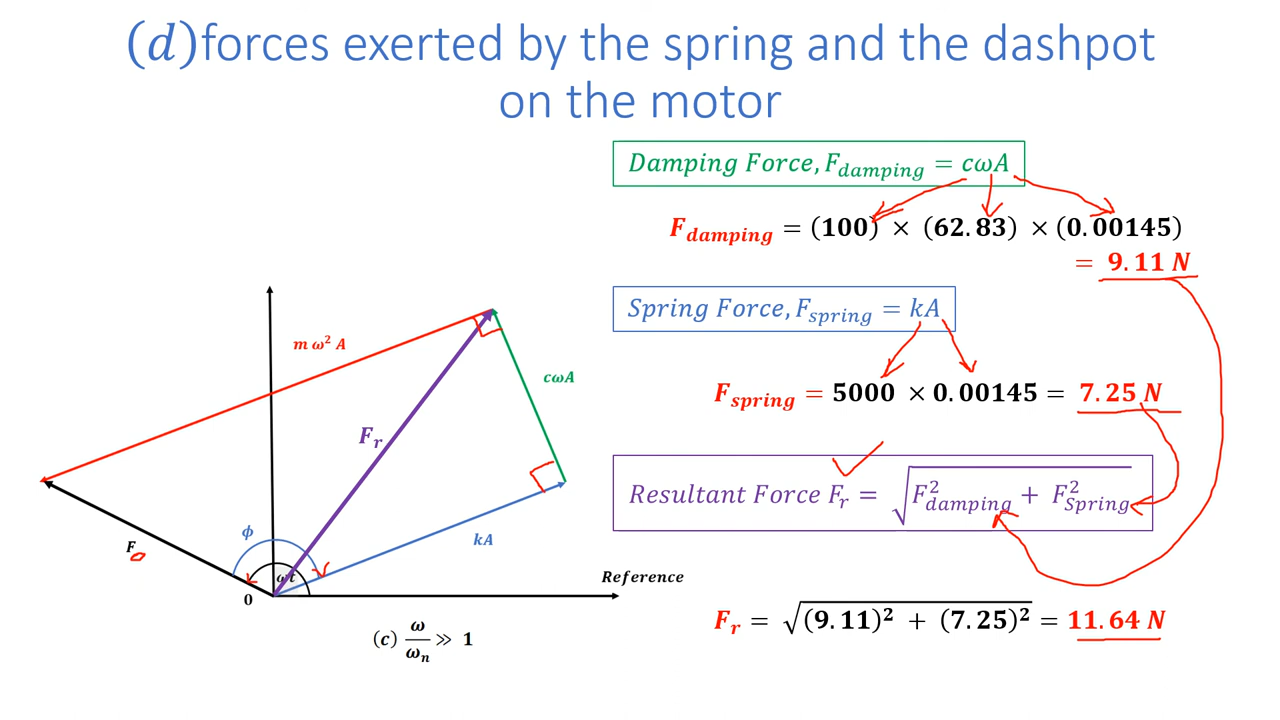 (d)forces exerted by the spring and the dashpot
on the motor
Damping Force, F_damping = cωA
F_damping = (100) × (62.83) × (0.00145)
= 9.11 N
Spring Force, F_spring = kA
F_spring = 5000 × 0.00145 = 7.25 N
Resultant Force F_r = √(F²_damping + F²_Spring)
F_r = √((9.11)² + (7.25)²) = 11.64 N
m ω² A
cωA
F_r
kA
ϕ
F₀
ωt
Reference
0
(c) ω/ω_n ≫ 1